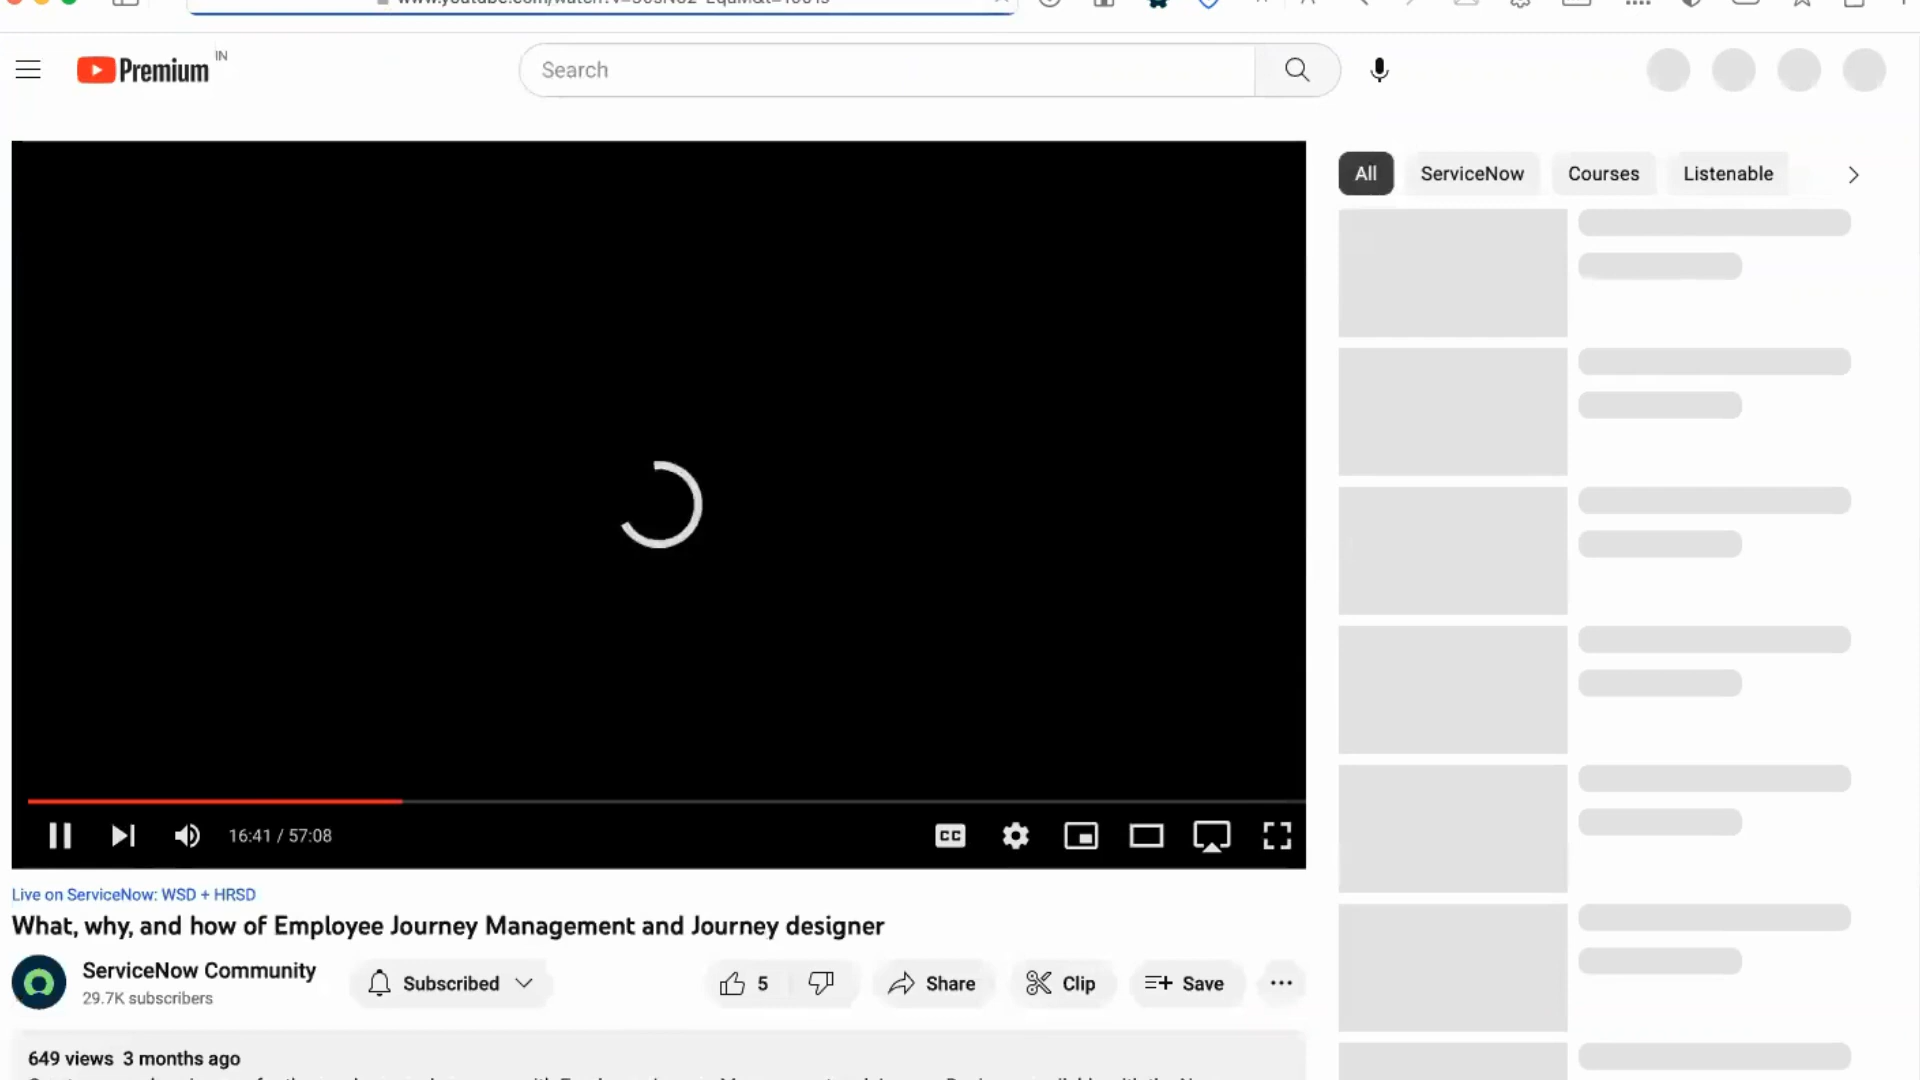 Premium IN
Search
All ServiceNow Courses Listenable
16:41 / 57:08
CC
Live on ServiceNow: WSD + HRSD
What, why, and how of Employee Journey Management and Journey designer
ServiceNow Community
29.7K subscribers
Subscribed
5
Share
Clip
Save
649 views 3 months ago